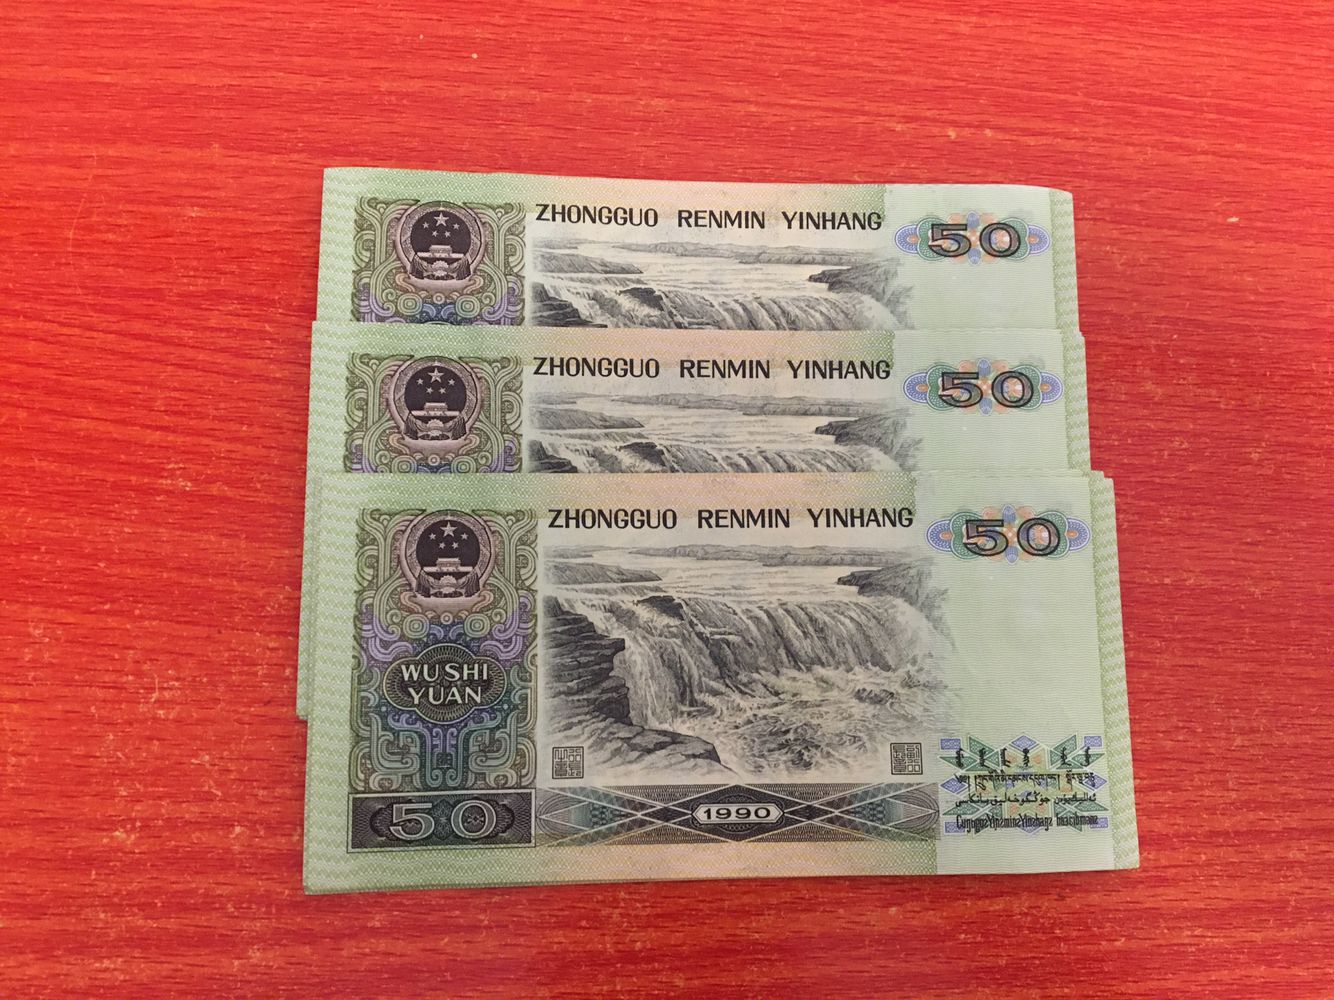 ZHONGGUO RENMIN YINHANG
50
ZHONGGUO RENMIN YINHANG
50
ZHONGGUO RENMIN YINHANG
50
WU SHI
YUAN
50
1990